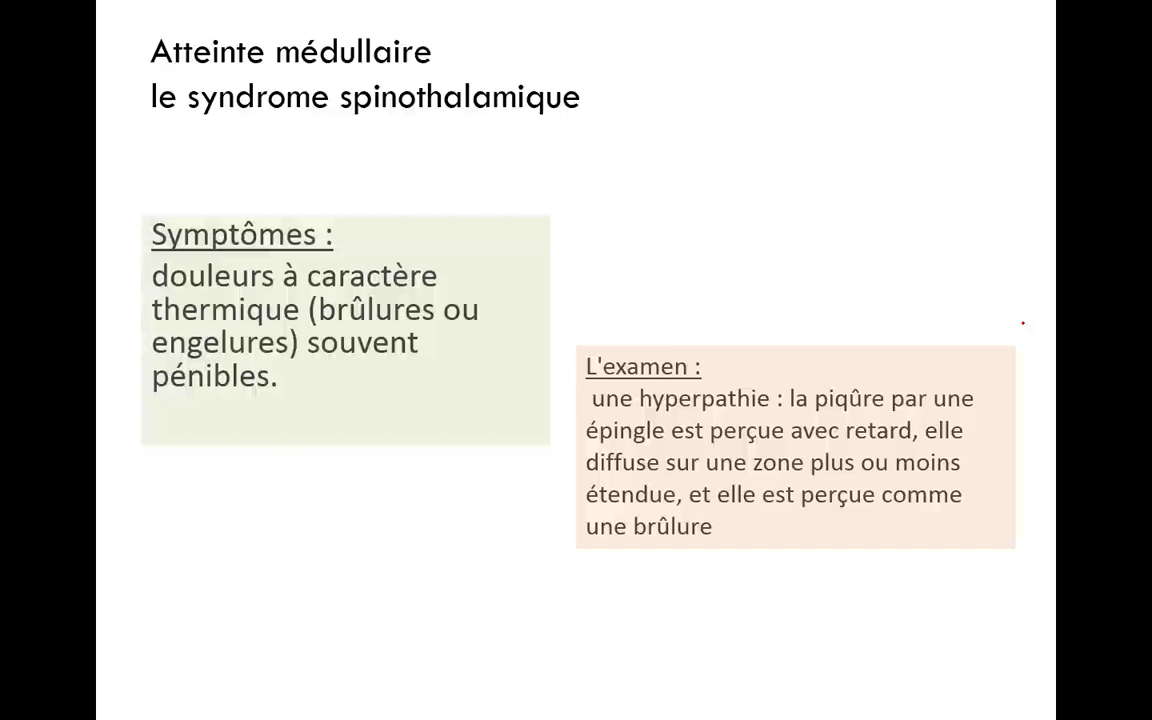 Atteinte médullaire
le syndrome spinothalamique
Symptômes :
douleurs à caractère
thermique (brûlures ou
engelures) souvent
pénibles.
L'examen :
une hyperpathie : la piqûre par une
épingle est perçue avec retard, elle
diffuse sur une zone plus ou moins
étendue, et elle est perçue comme
une brûlure